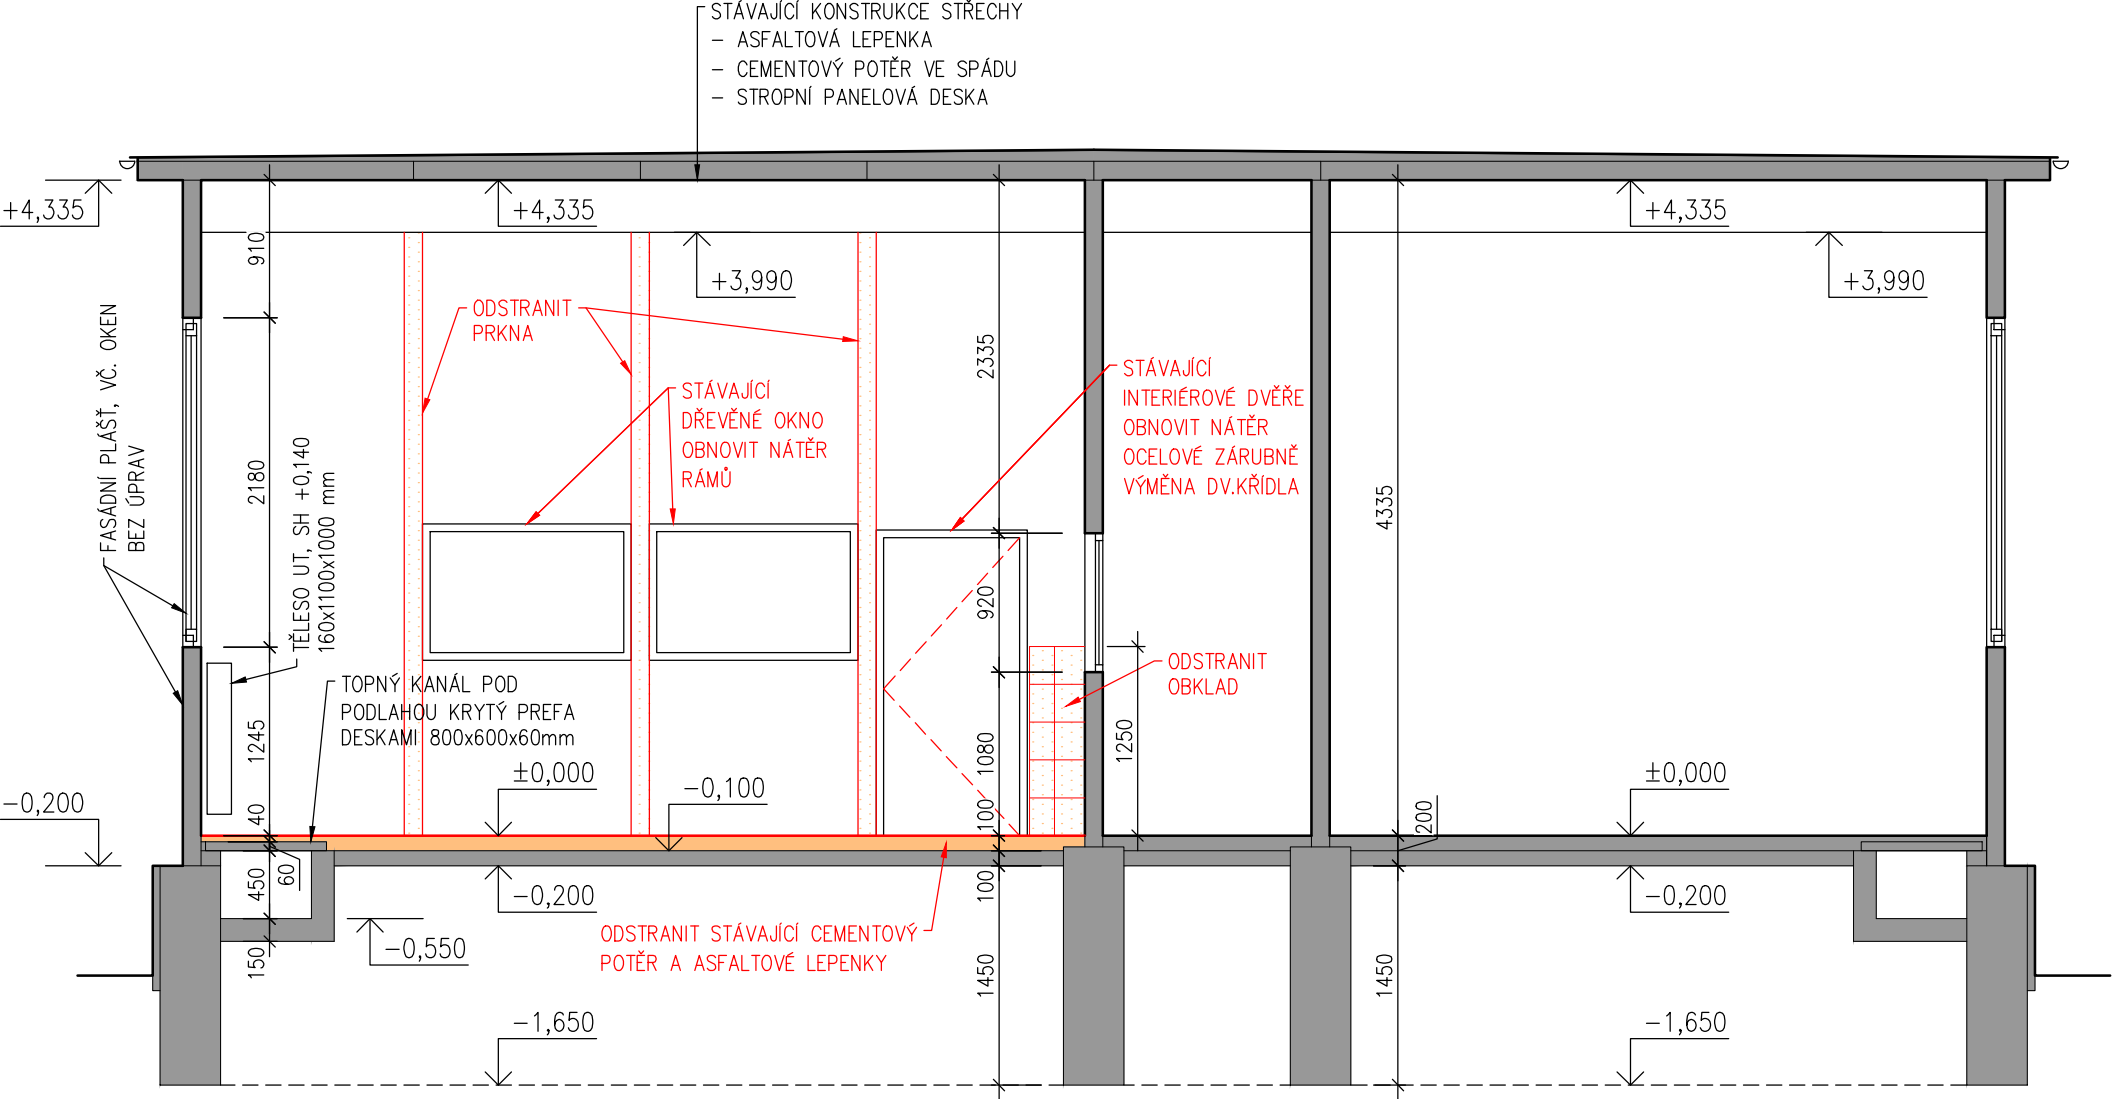 STÁVAJÍCÍ KONSTRUKCE STŘECHY
- ASFALTOVÁ LEPENKA
- CEMENTOVÝ POTĚR VE SPÁDU
- STROPNÍ PANELOVÁ DESKA
+4,335
+4,335
+4,335
+3,990
+3,990
910
2180
1245
40
60
450
150
FASÁDNÍ PLÁŠŤ, VČ. OKEN
BEZ ÚPRAV
TĚLESO UT, SH +0,140
160x1100x1000 mm
ODSTRANIT
PRKNA
STÁVAJÍCÍ
DŘEVĚNÉ OKNO
OBNOVIT NÁTĚR
RÁMŮ
STÁVAJÍCÍ
INTERIÉROVÉ DVĚŘE
OBNOVIT NÁTĚR
OCELOVÉ ZÁRUBNĚ
VÝMĚNA DV.KŘÍDLA
2335
920
1080
100
100
1450
4335
200
1450
1250
ODSTRANIT
OBKLAD
TOPNÝ KANÁL POD
PODLAHOU KRYTÝ PREFA
DESKAMI 800x600x60mm
±0,000
-0,100
±0,000
-0,200
-0,200
-0,200
-0,550
ODSTRANIT STÁVAJÍCÍ CEMENTOVÝ
POTĚR A ASFALTOVÉ LEPENKY
-1,650
-1,650